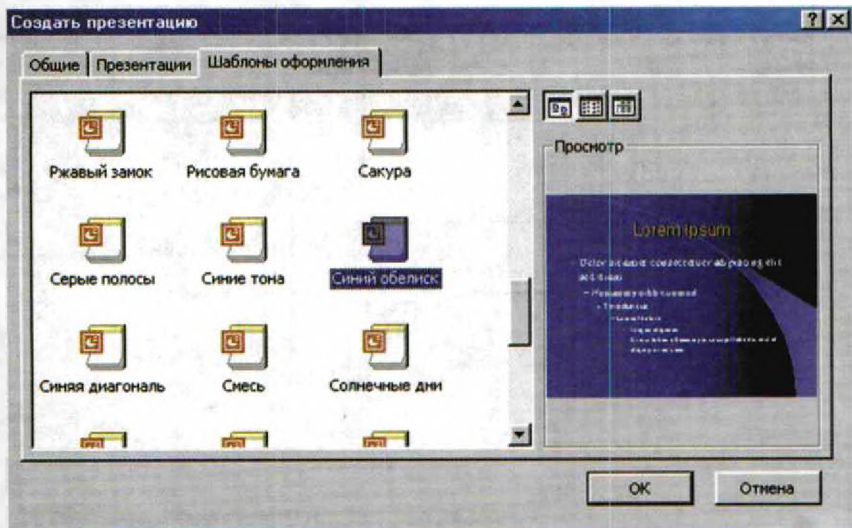 Создать презентацию
Общие Презентации Шаблоны оформления
Ржавый замок Рисовая бумага Сакура
Серые полосы Синие тона Синий обелиск
Синяя диагональ Смесь Солнечные дни
Просмотр
Lorem ipsum
ОК Отмена